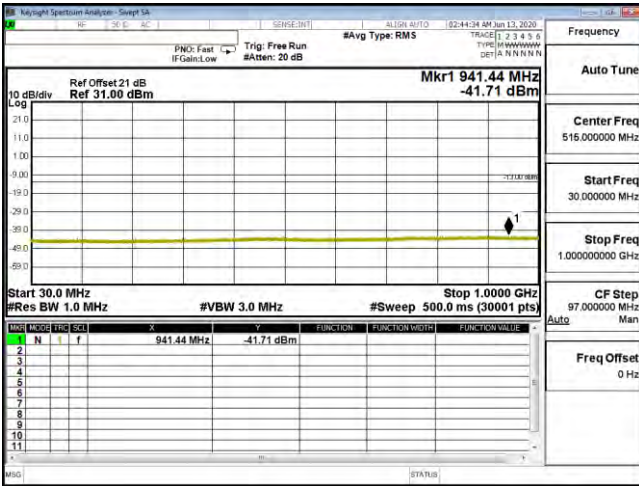 Keysight Spectrum Analyzer - Swept SA
RF 50 Ω AC SENSE:INT ALIGN AUTO 02:44:34 AM Jun 13, 2020
#Avg Type: RMS
TRACE 1 2 3 4 5 6
TYPE M WWWWW
DET A N N N N N
PNO: Fast Trig: Free Run
IFGain:Low #Atten: 20 dB
Frequency
Auto Tune
Center Freq
515.000000 MHz
Start Freq
30.000000 MHz
Stop Freq
1.000000000 GHz
CF Step
97.000000 MHz
Auto Man
Freq Offset
0 Hz
Mkr1 941.44 MHz
-41.71 dBm
Ref Offset 21 dB
10 dB/div Ref 31.00 dBm
Log
21.0
11.0
1.00
-9.00
-13.00 dBm
-19.0
-29.0
-39.0
-49.0
-59.0
1
Start 30.0 MHz Stop 1.0000 GHz
#Res BW 1.0 MHz #VBW 3.0 MHz #Sweep 500.0 ms (30001 pts)
MKR MODE TRC SCL X Y FUNCTION FUNCTION WIDTH FUNCTION VALUE
1 N 1 f 941.44 MHz -41.71 dBm
2
3
4
5
6
7
8
9
10
11
MSG STATUS